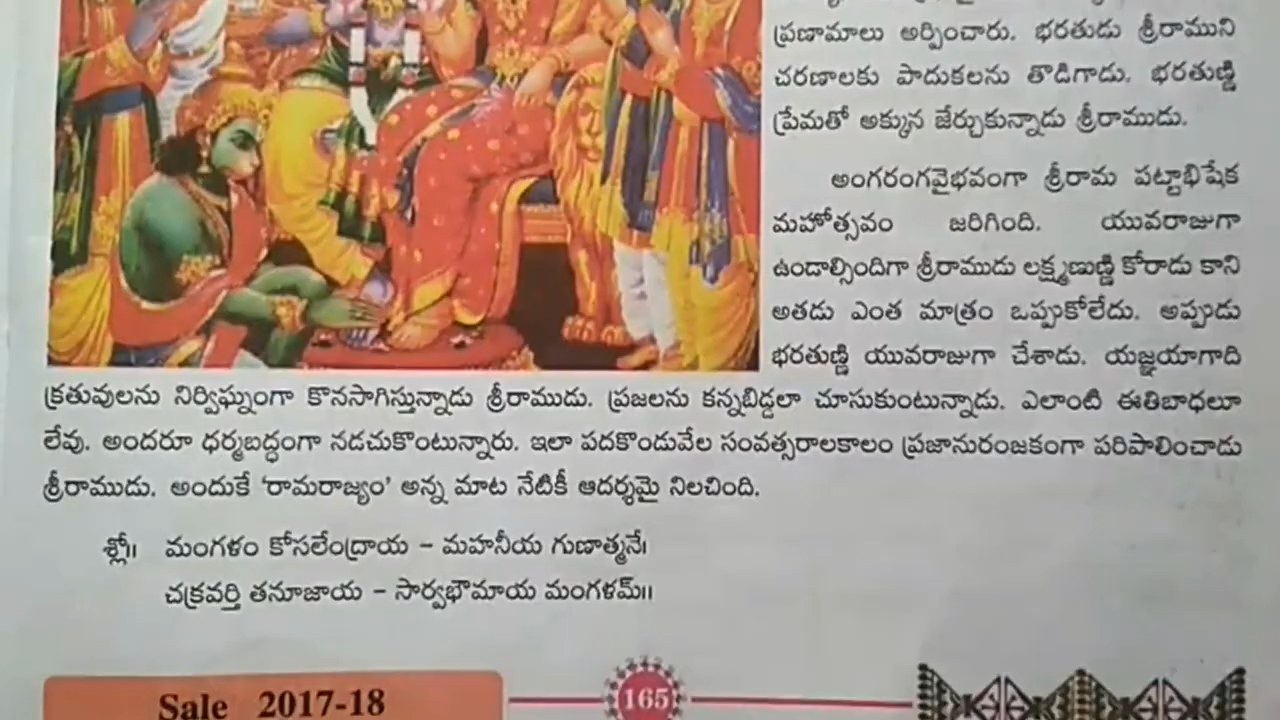 ప్రణామాలు అర్పించారు. భరతుడు శ్రీరాముని
చరణాలకు పాదుకలను తొడిగాడు. భరతుణ్ణి
ప్రేమతో అక్కున జేర్చుకున్నాడు శ్రీరాముడు.
అంగరంగవైభవంగా శ్రీరామ పట్టాభిషేక
మహోత్సవం జరిగింది. యువరాజుగా
ఉండాల్సిందిగా శ్రీరాముడు లక్ష్మణుణ్ణి కోరాడు కాని
అతడు ఎంత మాత్రం ఒప్పుకోలేదు. అప్పుడు
భరతుణ్ణి యువరాజుగా చేశాడు. యజ్ఞయాగాది
క్రతువులను నిర్విఘ్నంగా కొనసాగిస్తున్నాడు శ్రీరాముడు. ప్రజలను కన్నబిడ్డలా చూసుకుంటున్నాడు. ఎలాంటి ఈతిబాధలూ
లేవు. అందరూ ధర్మబద్ధంగా నడచుకొంటున్నారు. ఇలా పదకొండువేల సంవత్సరాలకాలం ప్రజానురంజకంగా పరిపాలించాడు
శ్రీరాముడు. అందుకే ‘రామరాజ్యం’ అన్న మాట నేటికీ ఆదర్శమై నిలచింది.
శ్లో॥ మంగళం కోసలేంద్రాయ – మహనీయ గుణాత్మనే।
చక్రవర్తి తనూజాయ – సార్వభౌమాయ మంగళమ్॥
Sale 2017-18
165